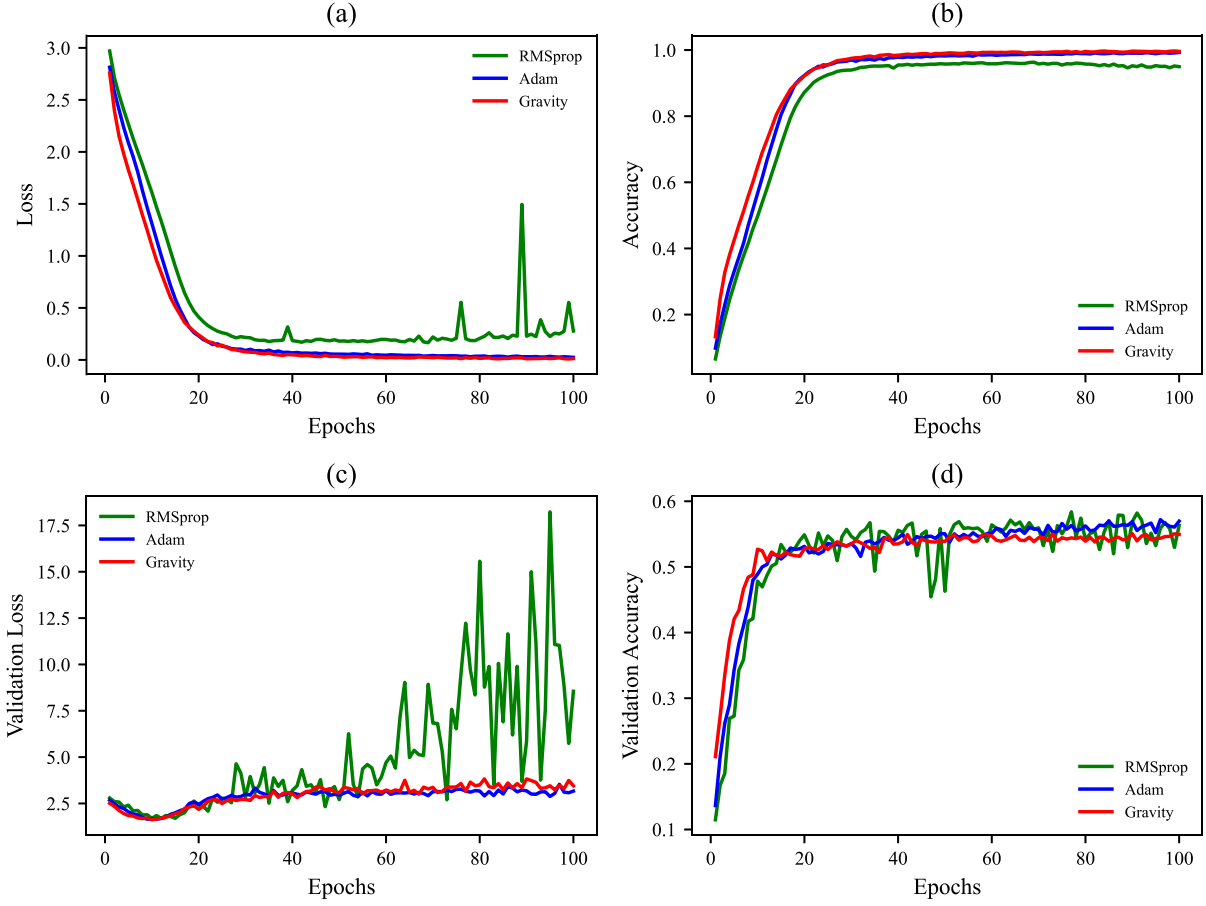 (a)
3.0
2.5
2.0
1.5
1.0
0.5
0.0
Loss
0 20 40 60 80 100
Epochs
RMSprop
Adam
Gravity
(b)
1.0
0.8
0.6
0.4
0.2
Accuracy
0 20 40 60 80 100
Epochs
RMSprop
Adam
Gravity
(c)
17.5
15.0
12.5
10.0
7.5
5.0
2.5
Validation Loss
0 20 40 60 80 100
Epochs
RMSprop
Adam
Gravity
(d)
0.6
0.5
0.4
0.3
0.2
0.1
Validation Accuracy
0 20 40 60 80 100
Epochs
RMSprop
Adam
Gravity